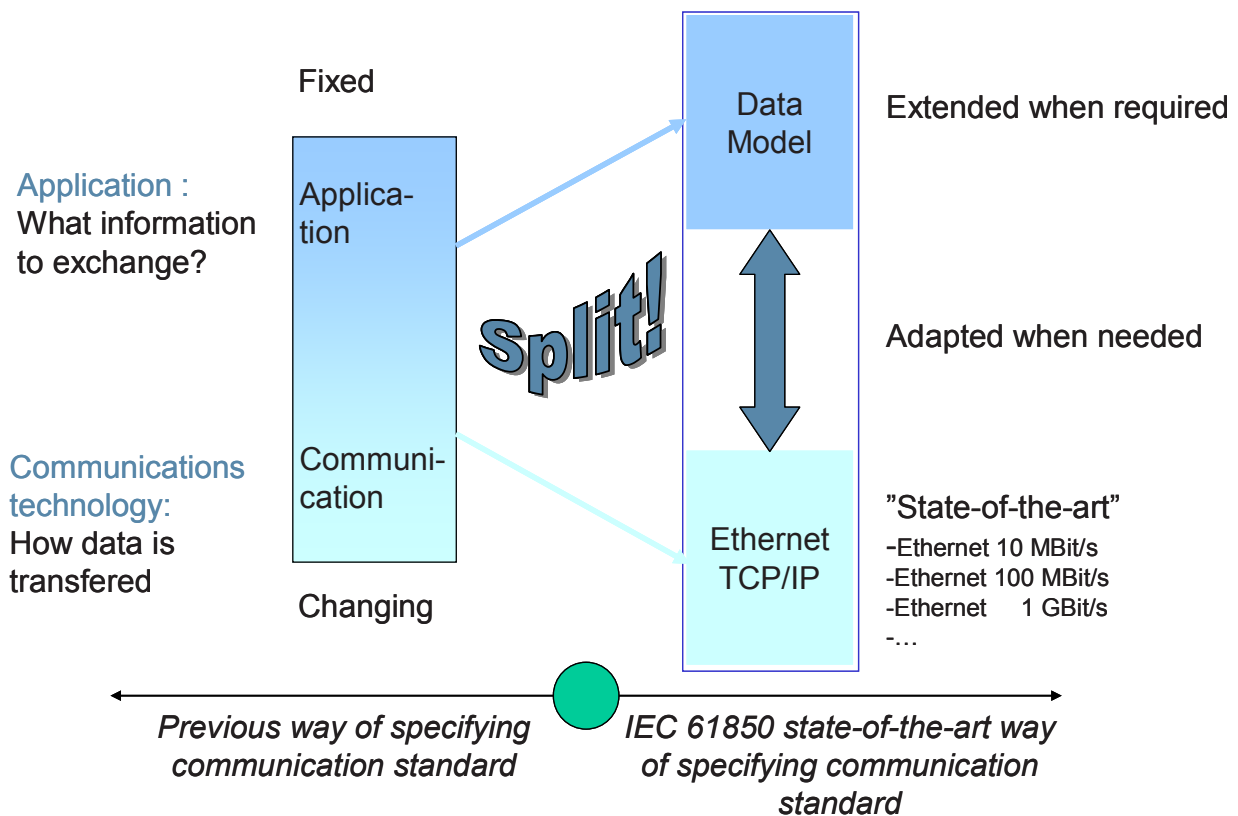 Fixed
Application :
What information
to exchange?
Applica-
tion
Communi-
cation
Communications
technology:
How data is
transfered
Changing
Split!
Data
Model
Extended when required
Adapted when needed
Ethernet
TCP/IP
”State-of-the-art”
-Ethernet 10 MBit/s
-Ethernet 100 MBit/s
-Ethernet 1 GBit/s
-...
Previous way of specifying
communication standard
IEC 61850 state-of-the-art way
of specifying communication
standard